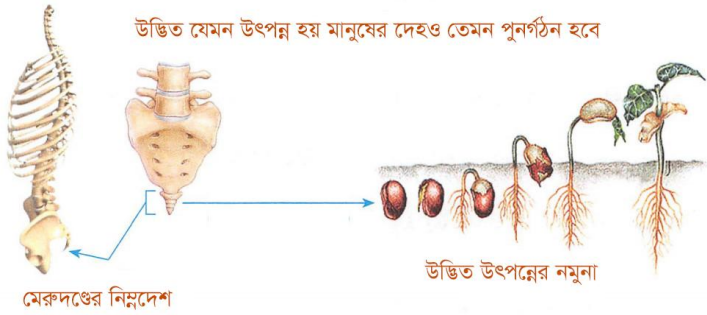 উদ্ভিত যেমন উৎপন্ন হয় মানুষের দেহও তেমন পুনর্গঠন হবে
উদ্ভিত উৎপন্নের নমুনা
মেরুদণ্ডের নিম্নদেশ